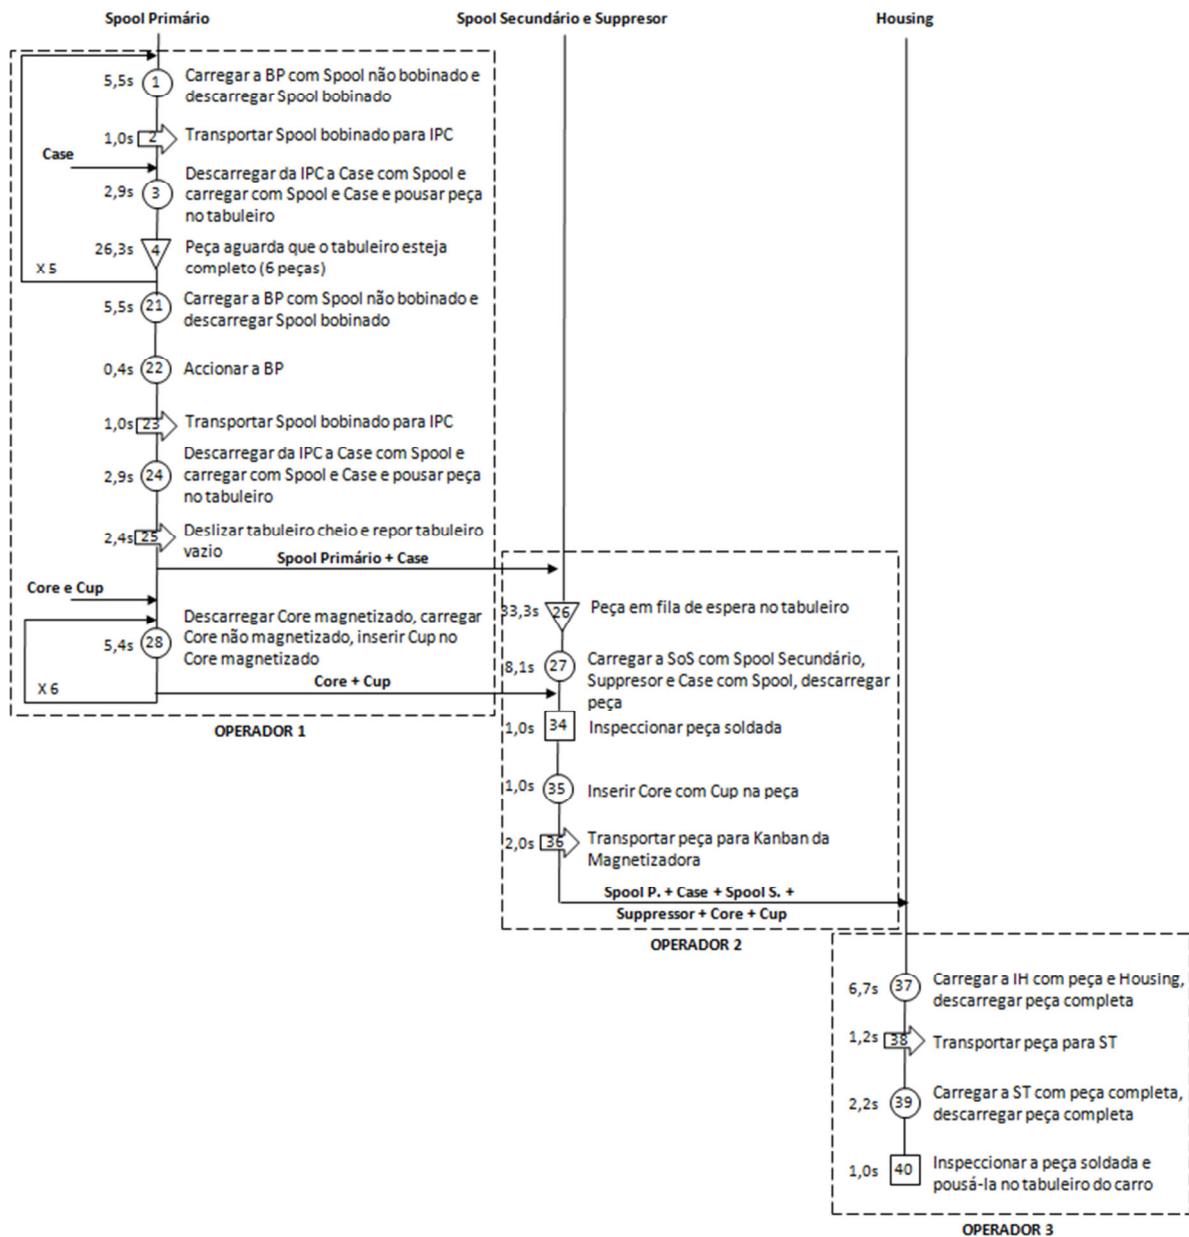 Spool Primário
Spool Secundário e Suppresor
Housing
5,5s
1
Carregar a BP com Spool não bobinado e
descarregar Spool bobinado
1,0s
2
Transportar Spool bobinado para IPC
Case
2,9s
3
Descarregar da IPC a Case com Spool e
carregar com Spool e Case e pousar peça
no tabuleiro
26,3s
4
Peça aguarda que o tabuleiro esteja
completo (6 peças)
X 5
5,5s
21
Carregar a BP com Spool não bobinado e
descarregar Spool bobinado
0,4s
22
Accionar a BP
1,0s
23
Transportar Spool bobinado para IPC
2,9s
24
Descarregar da IPC a Case com Spool e
carregar com Spool e Case e pousar peça
no tabuleiro
2,4s
25
Deslizar tabuleiro cheio e repor tabuleiro
vazio
Spool Primário + Case
Core e Cup
5,4s
28
Descarregar Core magnetizado, carregar
Core não magnetizado, inserir Cup no
Core magnetizado
X 6
Core + Cup
OPERADOR 1
33,3s
26
Peça em fila de espera no tabuleiro
8,1s
27
Carregar a SoS com Spool Secundário,
Suppresor e Case com Spool, descarregar
peça
1,0s
34
Inspeccionar peça soldada
1,0s
35
Inserir Core com Cup na peça
2,0s
36
Transportar peça para Kanban da
Magnetizadora
Spool P. + Case + Spool S. +
Suppressor + Core + Cup
OPERADOR 2
6,7s
37
Carregar a IH com peça e Housing,
descarregar peça completa
1,2s
38
Transportar peça para ST
2,2s
39
Carregar a ST com peça completa,
descarregar peça completa
1,0s
40
Inspeccionar a peça soldada e
pousá-la no tabuleiro do carro
OPERADOR 3